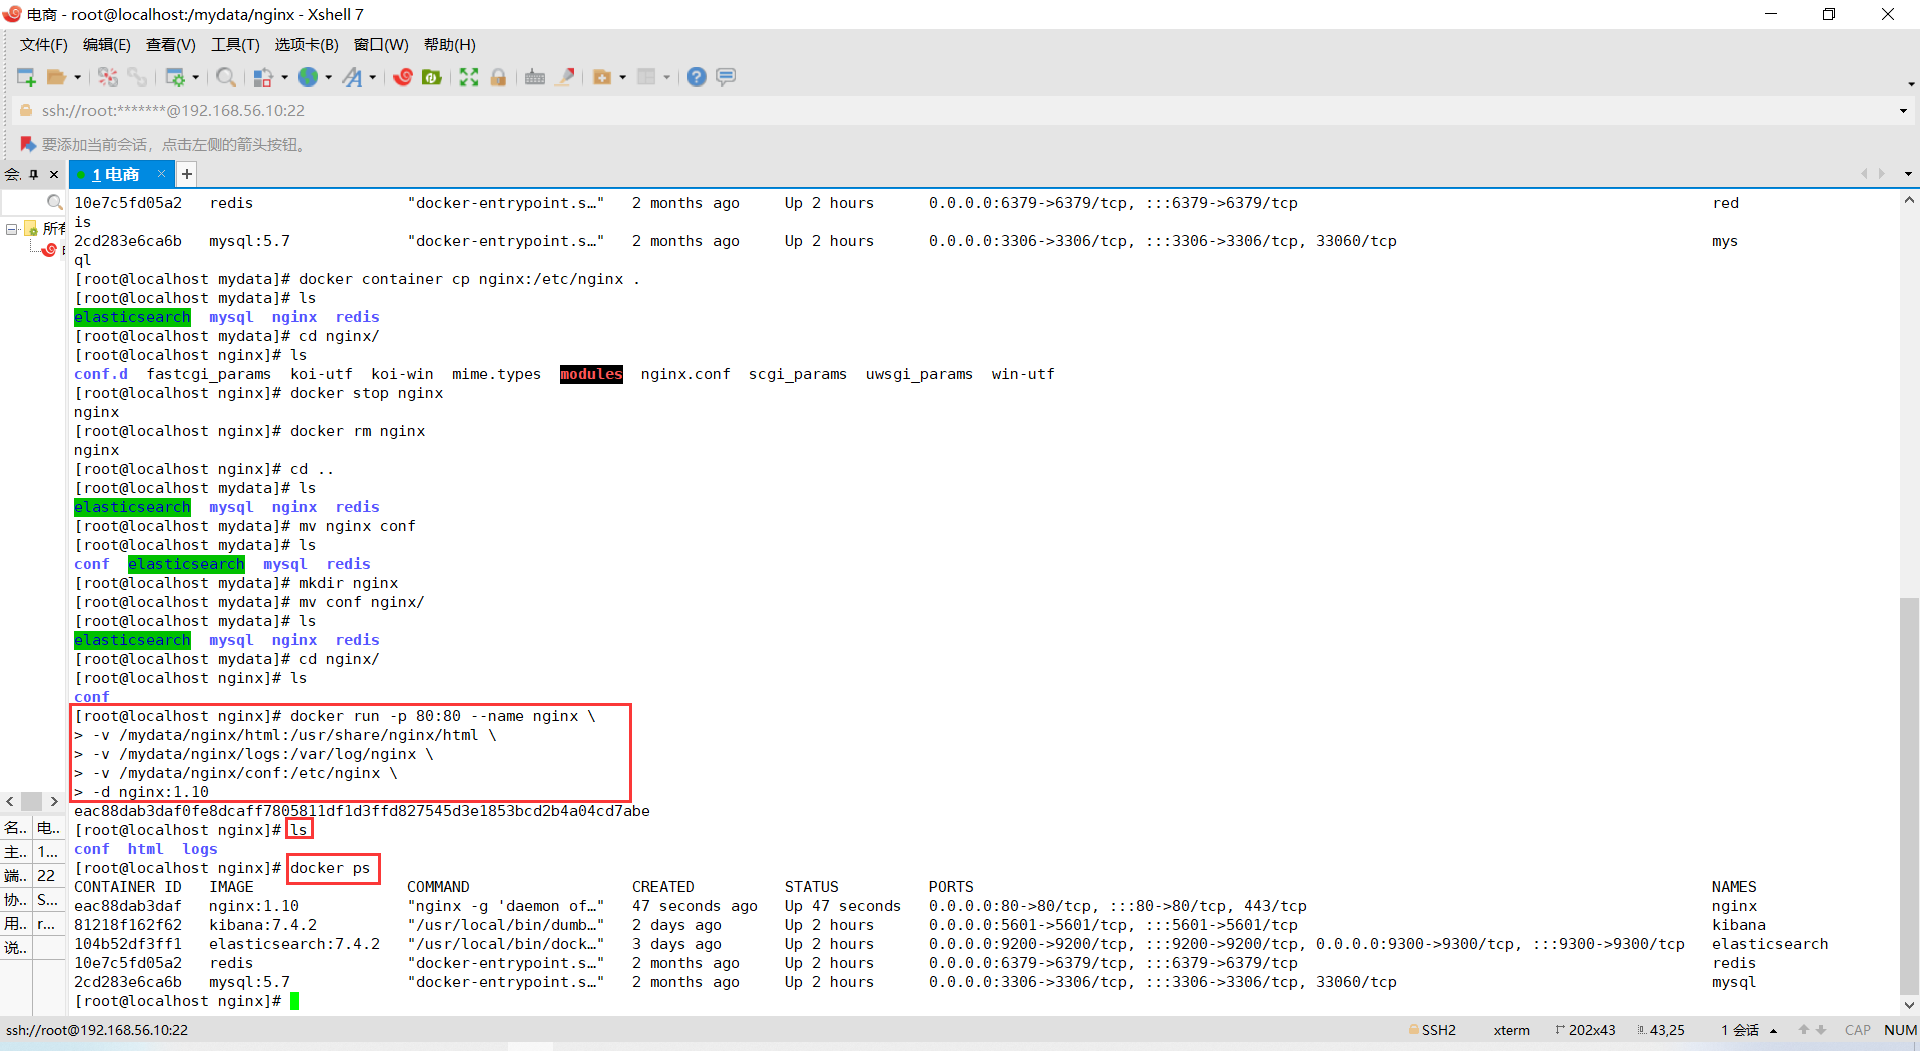 电商 - root@localhost:/mydata/nginx - Xshell 7
文件(F) 编辑(E) 查看(V) 工具(T) 选项卡(B) 窗口(W) 帮助(H)
ssh://root:*******@192.168.56.10:22
要添加当前会话，点击左侧的箭头按钮。
会. 1 电商 +
10e7c5fd05a2 redis "docker-entrypoint.s…" 2 months ago Up 2 hours 0.0.0.0:6379->6379/tcp, :::6379->6379/tcp red
is
所有
2cd283e6ca6b mysql:5.7 "docker-entrypoint.s…" 2 months ago Up 2 hours 0.0.0.0:3306->3306/tcp, :::3306->3306/tcp, 33060/tcp mys
ql
[root@localhost mydata]# docker container cp nginx:/etc/nginx .
[root@localhost mydata]# ls
elasticsearch mysql nginx redis
[root@localhost mydata]# cd nginx/
[root@localhost nginx]# ls
conf.d fastcgi_params koi-utf koi-win mime.types modules nginx.conf scgi_params uwsgi_params win-utf
[root@localhost nginx]# docker stop nginx
nginx
[root@localhost nginx]# docker rm nginx
nginx
[root@localhost nginx]# cd ..
[root@localhost mydata]# ls
elasticsearch mysql nginx redis
[root@localhost mydata]# mv nginx conf
[root@localhost mydata]# ls
conf elasticsearch mysql redis
[root@localhost mydata]# mkdir nginx
[root@localhost mydata]# mv conf nginx/
[root@localhost mydata]# ls
elasticsearch mysql nginx redis
[root@localhost mydata]# cd nginx/
[root@localhost nginx]# ls
conf
[root@localhost nginx]# docker run -p 80:80 --name nginx \
> -v /mydata/nginx/html:/usr/share/nginx/html \
> -v /mydata/nginx/logs:/var/log/nginx \
> -v /mydata/nginx/conf:/etc/nginx \
> -d nginx:1.10
eac88dab3daf0fe8dcaff7805811df1d3ffd827545d3e1853bcd2b4a04cd7abe
[root@localhost nginx]# ls
conf html logs
[root@localhost nginx]# docker ps
CONTAINER ID IMAGE COMMAND CREATED STATUS PORTS NAMES
eac88dab3daf nginx:1.10 "nginx -g 'daemon of…" 47 seconds ago Up 47 seconds 0.0.0.0:80->80/tcp, :::80->80/tcp, 443/tcp nginx
81218f162f62 kibana:7.4.2 "/usr/local/bin/dumb…" 2 days ago Up 2 hours 0.0.0.0:5601->5601/tcp, :::5601->5601/tcp kibana
104b52df3ff1 elasticsearch:7.4.2 "/usr/local/bin/dock…" 3 days ago Up 2 hours 0.0.0.0:9200->9200/tcp, :::9200->9200/tcp, 0.0.0.0:9300->9300/tcp, :::9300->9300/tcp elasticsearch
10e7c5fd05a2 redis "docker-entrypoint.s…" 2 months ago Up 2 hours 0.0.0.0:6379->6379/tcp, :::6379->6379/tcp redis
2cd283e6ca6b mysql:5.7 "docker-entrypoint.s…" 2 months ago Up 2 hours 0.0.0.0:3306->3306/tcp, :::3306->3306/tcp, 33060/tcp mysql
[root@localhost nginx]#
名.. 电..
主.. 1...
端.. 22
协.. S...
用.. r...
说..
ssh://root@192.168.56.10:22 SSH2 xterm 202x43 43,25 1 会话 CAP NUM